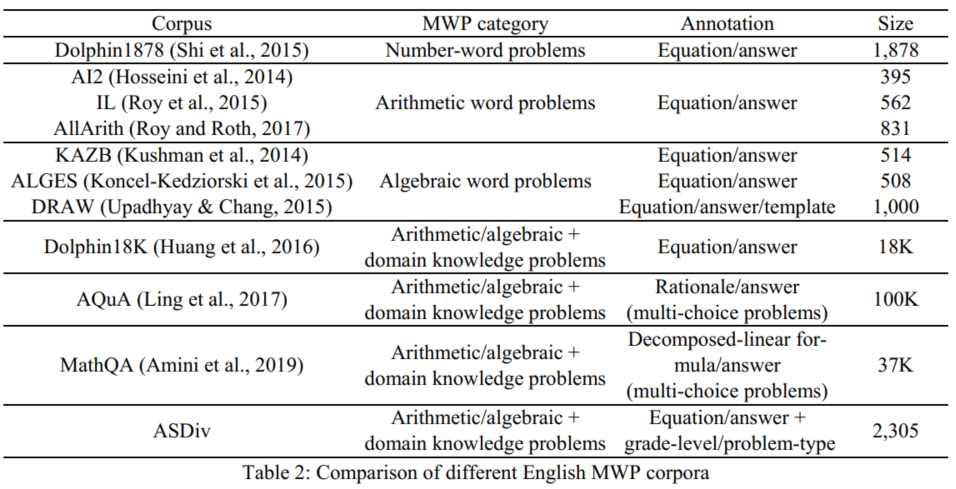 Corpus MWP category Annotation Size
Dolphin1878 (Shi et al., 2015) Number-word problems Equation/answer 1,878
AI2 (Hosseini et al., 2014) 395
IL (Roy et al., 2015) Arithmetic word problems Equation/answer 562
AllArith (Roy and Roth, 2017) 831
KAZB (Kushman et al., 2014) Equation/answer 514
ALGES (Koncel-Kedziorski et al., 2015) Algebraic word problems Equation/answer 508
DRAW (Upadhyay & Chang, 2015) Equation/answer/template 1,000
Dolphin18K (Huang et al., 2016) Arithmetic/algebraic +
domain knowledge problems Equation/answer 18K
AQuA (Ling et al., 2017) Arithmetic/algebraic +
domain knowledge problems Rationale/answer
(multi-choice problems) 100K
MathQA (Amini et al., 2019) Arithmetic/algebraic +
domain knowledge problems Decomposed-linear for-
mula/answer
(multi-choice problems) 37K
ASDiv Arithmetic/algebraic +
domain knowledge problems Equation/answer +
grade-level/problem-type 2,305
Table 2: Comparison of different English MWP corpora